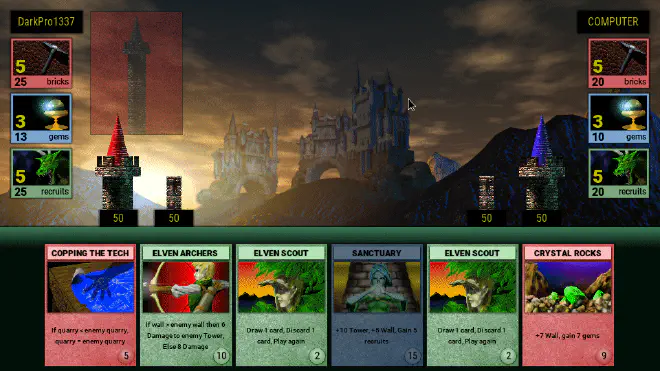 DarkPro1337
COMPUTER
5
25 bricks
3
13 gems
5
25 recruits
5
20 bricks
3
10 gems
5
20 recruits
50
50
50
50
COPPING THE TECH
If quarry < enemy quarry,
quarry = enemy quarry
5
ELVEN ARCHERS
If wall > enemy wall then 6
Damage to enemy Tower,
Else 8 Damage
10
ELVEN SCOUT
Draw 1 card, Discard 1
card, Play again
2
SANCTUARY
+10 Tower, +5 Wall, Gain 5
recruits
15
ELVEN SCOUT
Draw 1 card, Discard 1
card, Play again
2
CRYSTAL ROCKS
+7 Wall, gain 7 gems
9